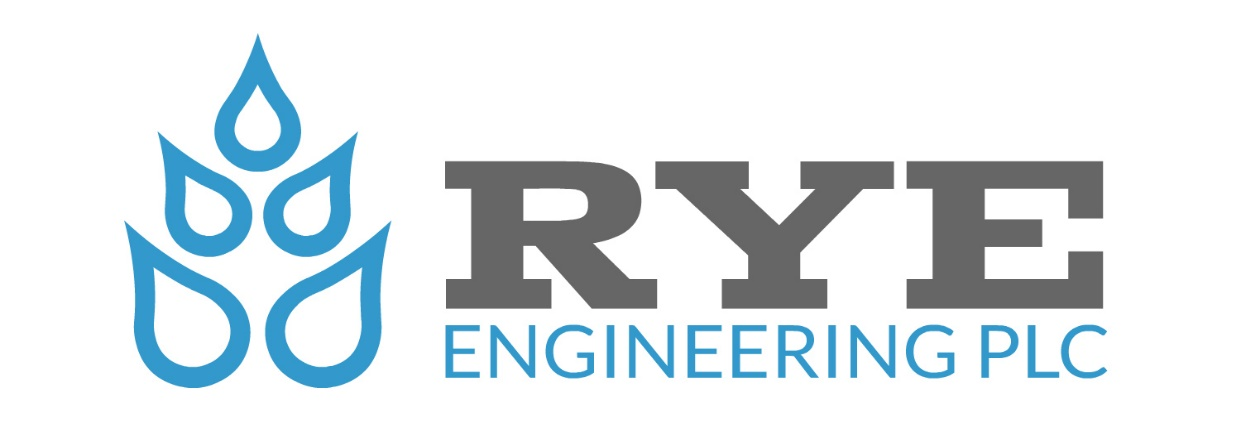 RYE
ENGINEERING PLC